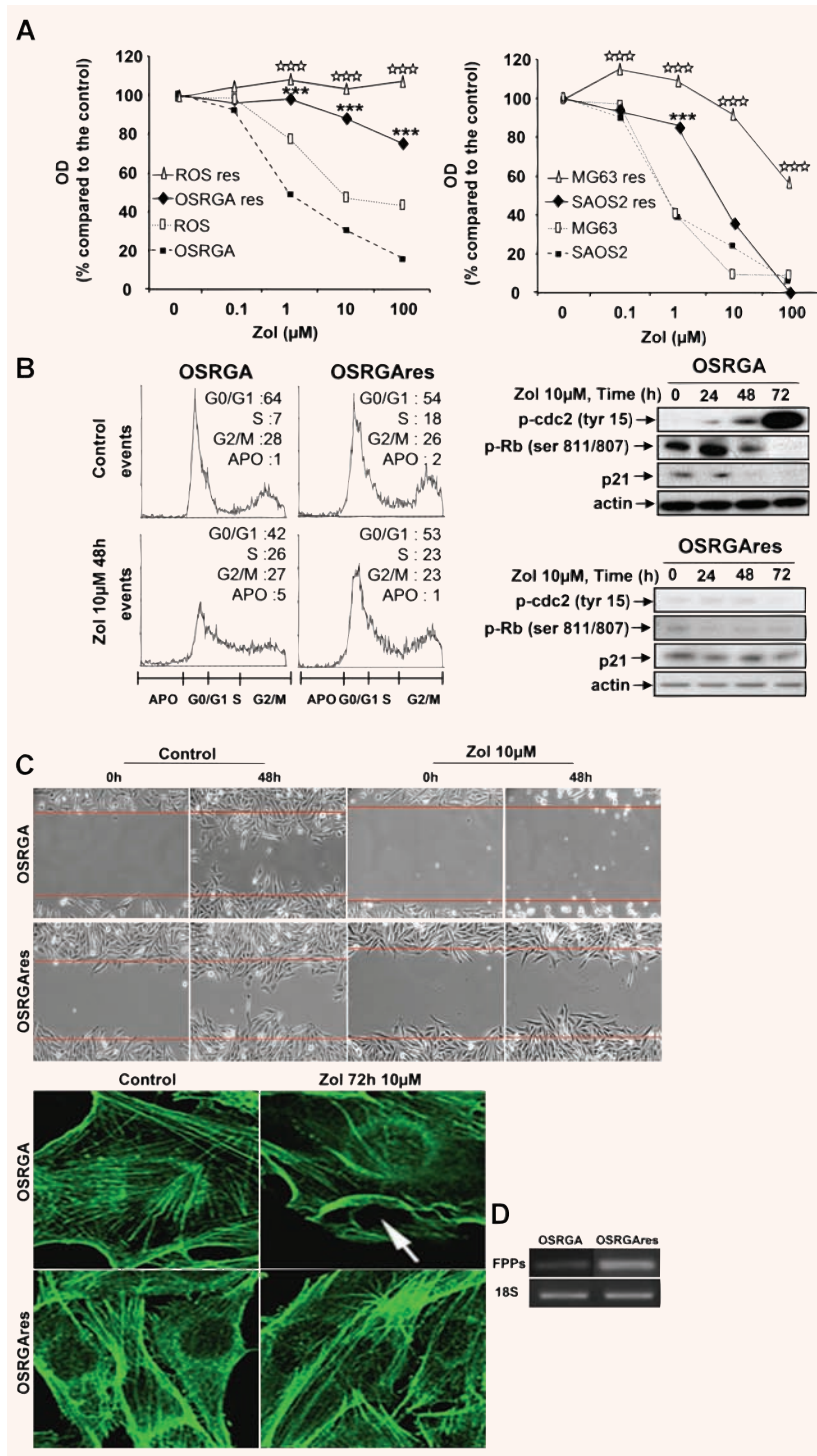 A
120
100
80
60
40
20
0
OD
(% compared to the control)
☆☆☆
☆☆☆
☆☆☆
***
***
***
ROS res
OSRGA res
ROS
OSRGA
0 0.1 1 10 100
Zol (µM)
120
100
80
60
40
20
0
OD
(% compared to the control)
☆☆☆
☆☆☆
☆☆☆
☆☆☆
***
MG63 res
SAOS2 res
MG63
SAOS2
0 0.1 1 10 100
Zol (µM)
B
OSRGA
OSRGAres
Control
events
G0/G1 :64
S :7
G2/M :28
APO :1
G0/G1 : 54
S : 18
G2/M : 26
APO : 2
Zol 10µM 48h
events
G0/G1 :42
S :26
G2/M :27
APO :5
G0/G1 : 53
S : 23
G2/M : 23
APO : 1
APO G0/G1 S G2/M
APO G0/G1 S G2/M
OSRGA
Zol 10µM, Time (h) 0 24 48 72
p-cdc2 (tyr 15)
p-Rb (ser 811/807)
p21
actin
OSRGAres
Zol 10µM, Time (h) 0 24 48 72
p-cdc2 (tyr 15)
p-Rb (ser 811/807)
p21
actin
C
Control
Zol 10µM
0h 48h 0h 48h
OSRGA
OSRGAres
Control
Zol 72h 10µM
OSRGA
OSRGAres
D
OSRGA OSRGAres
FPPs
18S